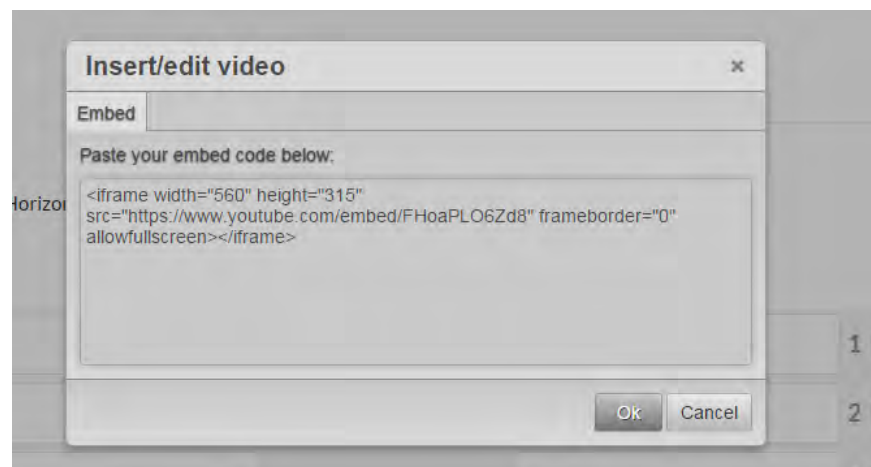 Insert/edit video ×
Embed
Paste your embed code below:
<iframe width="560" height="315"
src="https://www.youtube.com/embed/FHoaPLO6Zd8" frameborder="0"
allowfullscreen></iframe>
Horizo
1
Ok Cancel
2